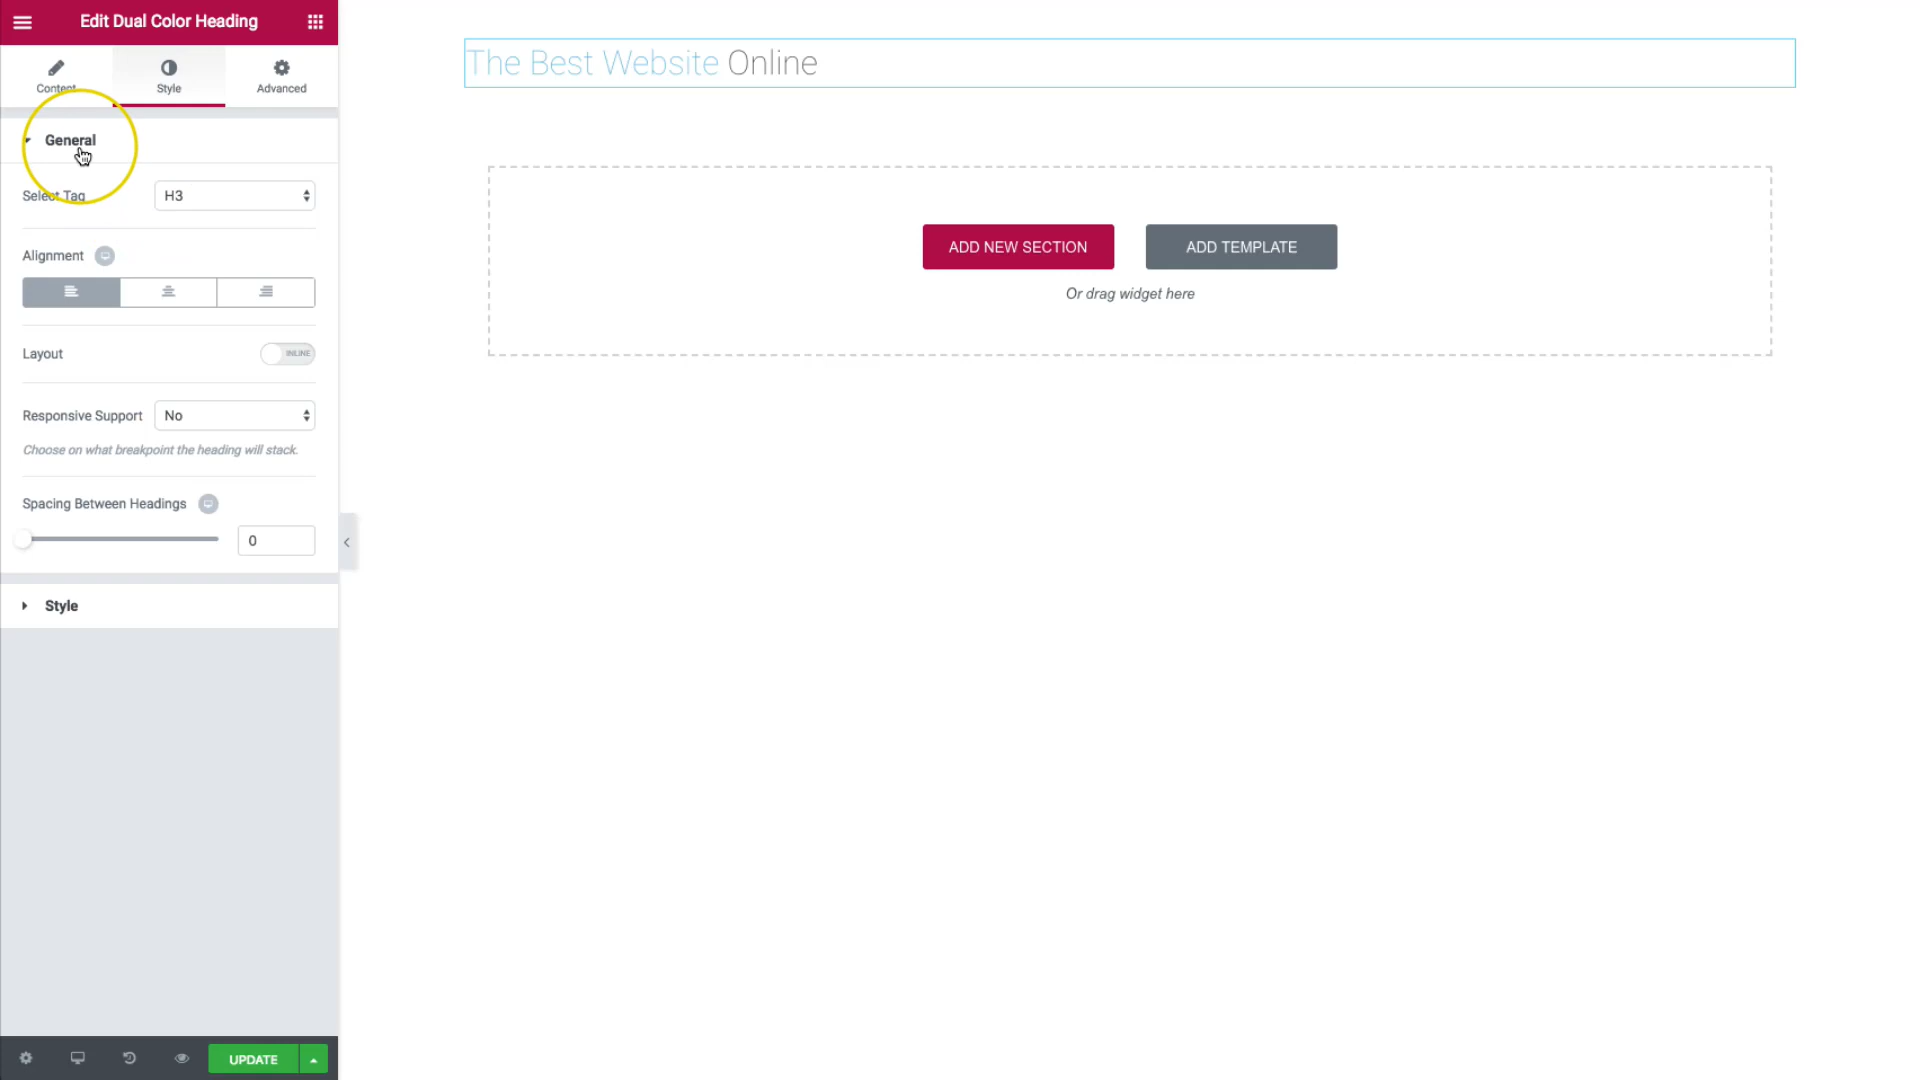 Edit Dual Color Heading
Content
Style
Advanced
General
Select Tag
H3
Alignment
Layout
INLINE
Responsive Support
No
Choose on what breakpoint the heading will stack.
Spacing Between Headings
0
Style
UPDATE
The Best Website Online
ADD NEW SECTION
ADD TEMPLATE
Or drag widget here